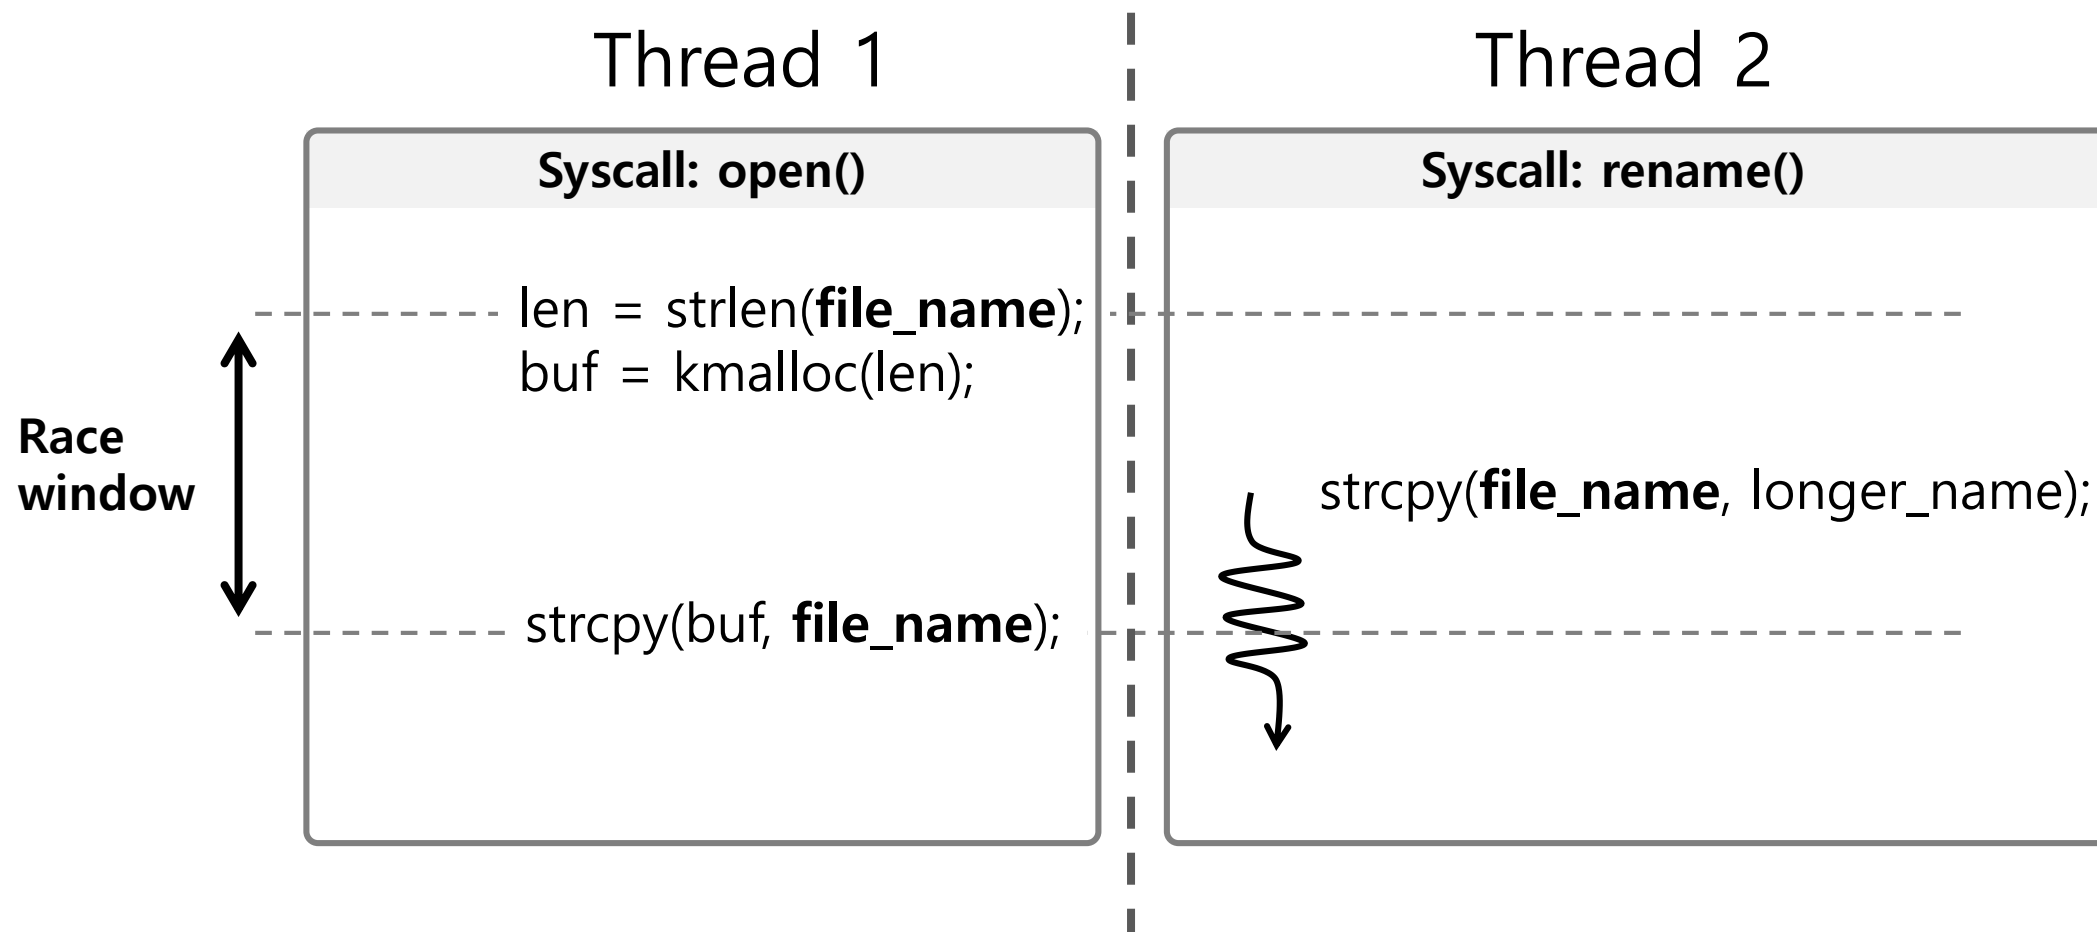 Thread 1
Thread 2
Syscall: open()
Syscall: rename()
len = strlen(file_name);
buf = kmalloc(len);
Race
window
strcpy(file_name, longer_name);
strcpy(buf, file_name);